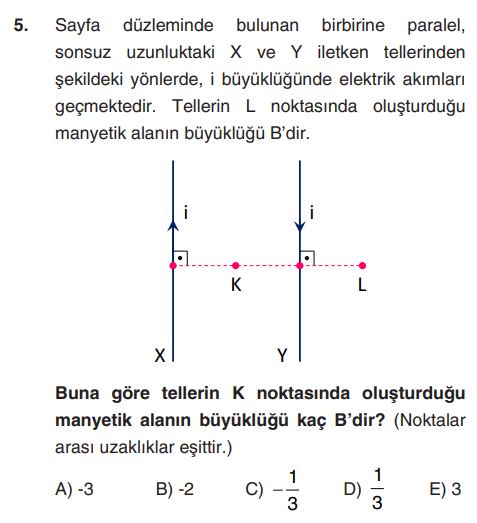 5. Sayfa düzleminde bulunan birbirine paralel,
sonsuz uzunluktaki X ve Y iletken tellerinden
şekildeki yönlerde, i büyüklüğünde elektrik akımları
geçmektedir. Tellerin L noktasında oluşturduğu
manyetik alanın büyüklüğü B'dir.
i i
K L
X Y
Buna göre tellerin K noktasında oluşturduğu
manyetik alanın büyüklüğü kaç B'dir? (Noktalar
arası uzaklıklar eşittir.)
A) -3 B) -2 C) -1/3 D) 1/3 E) 3